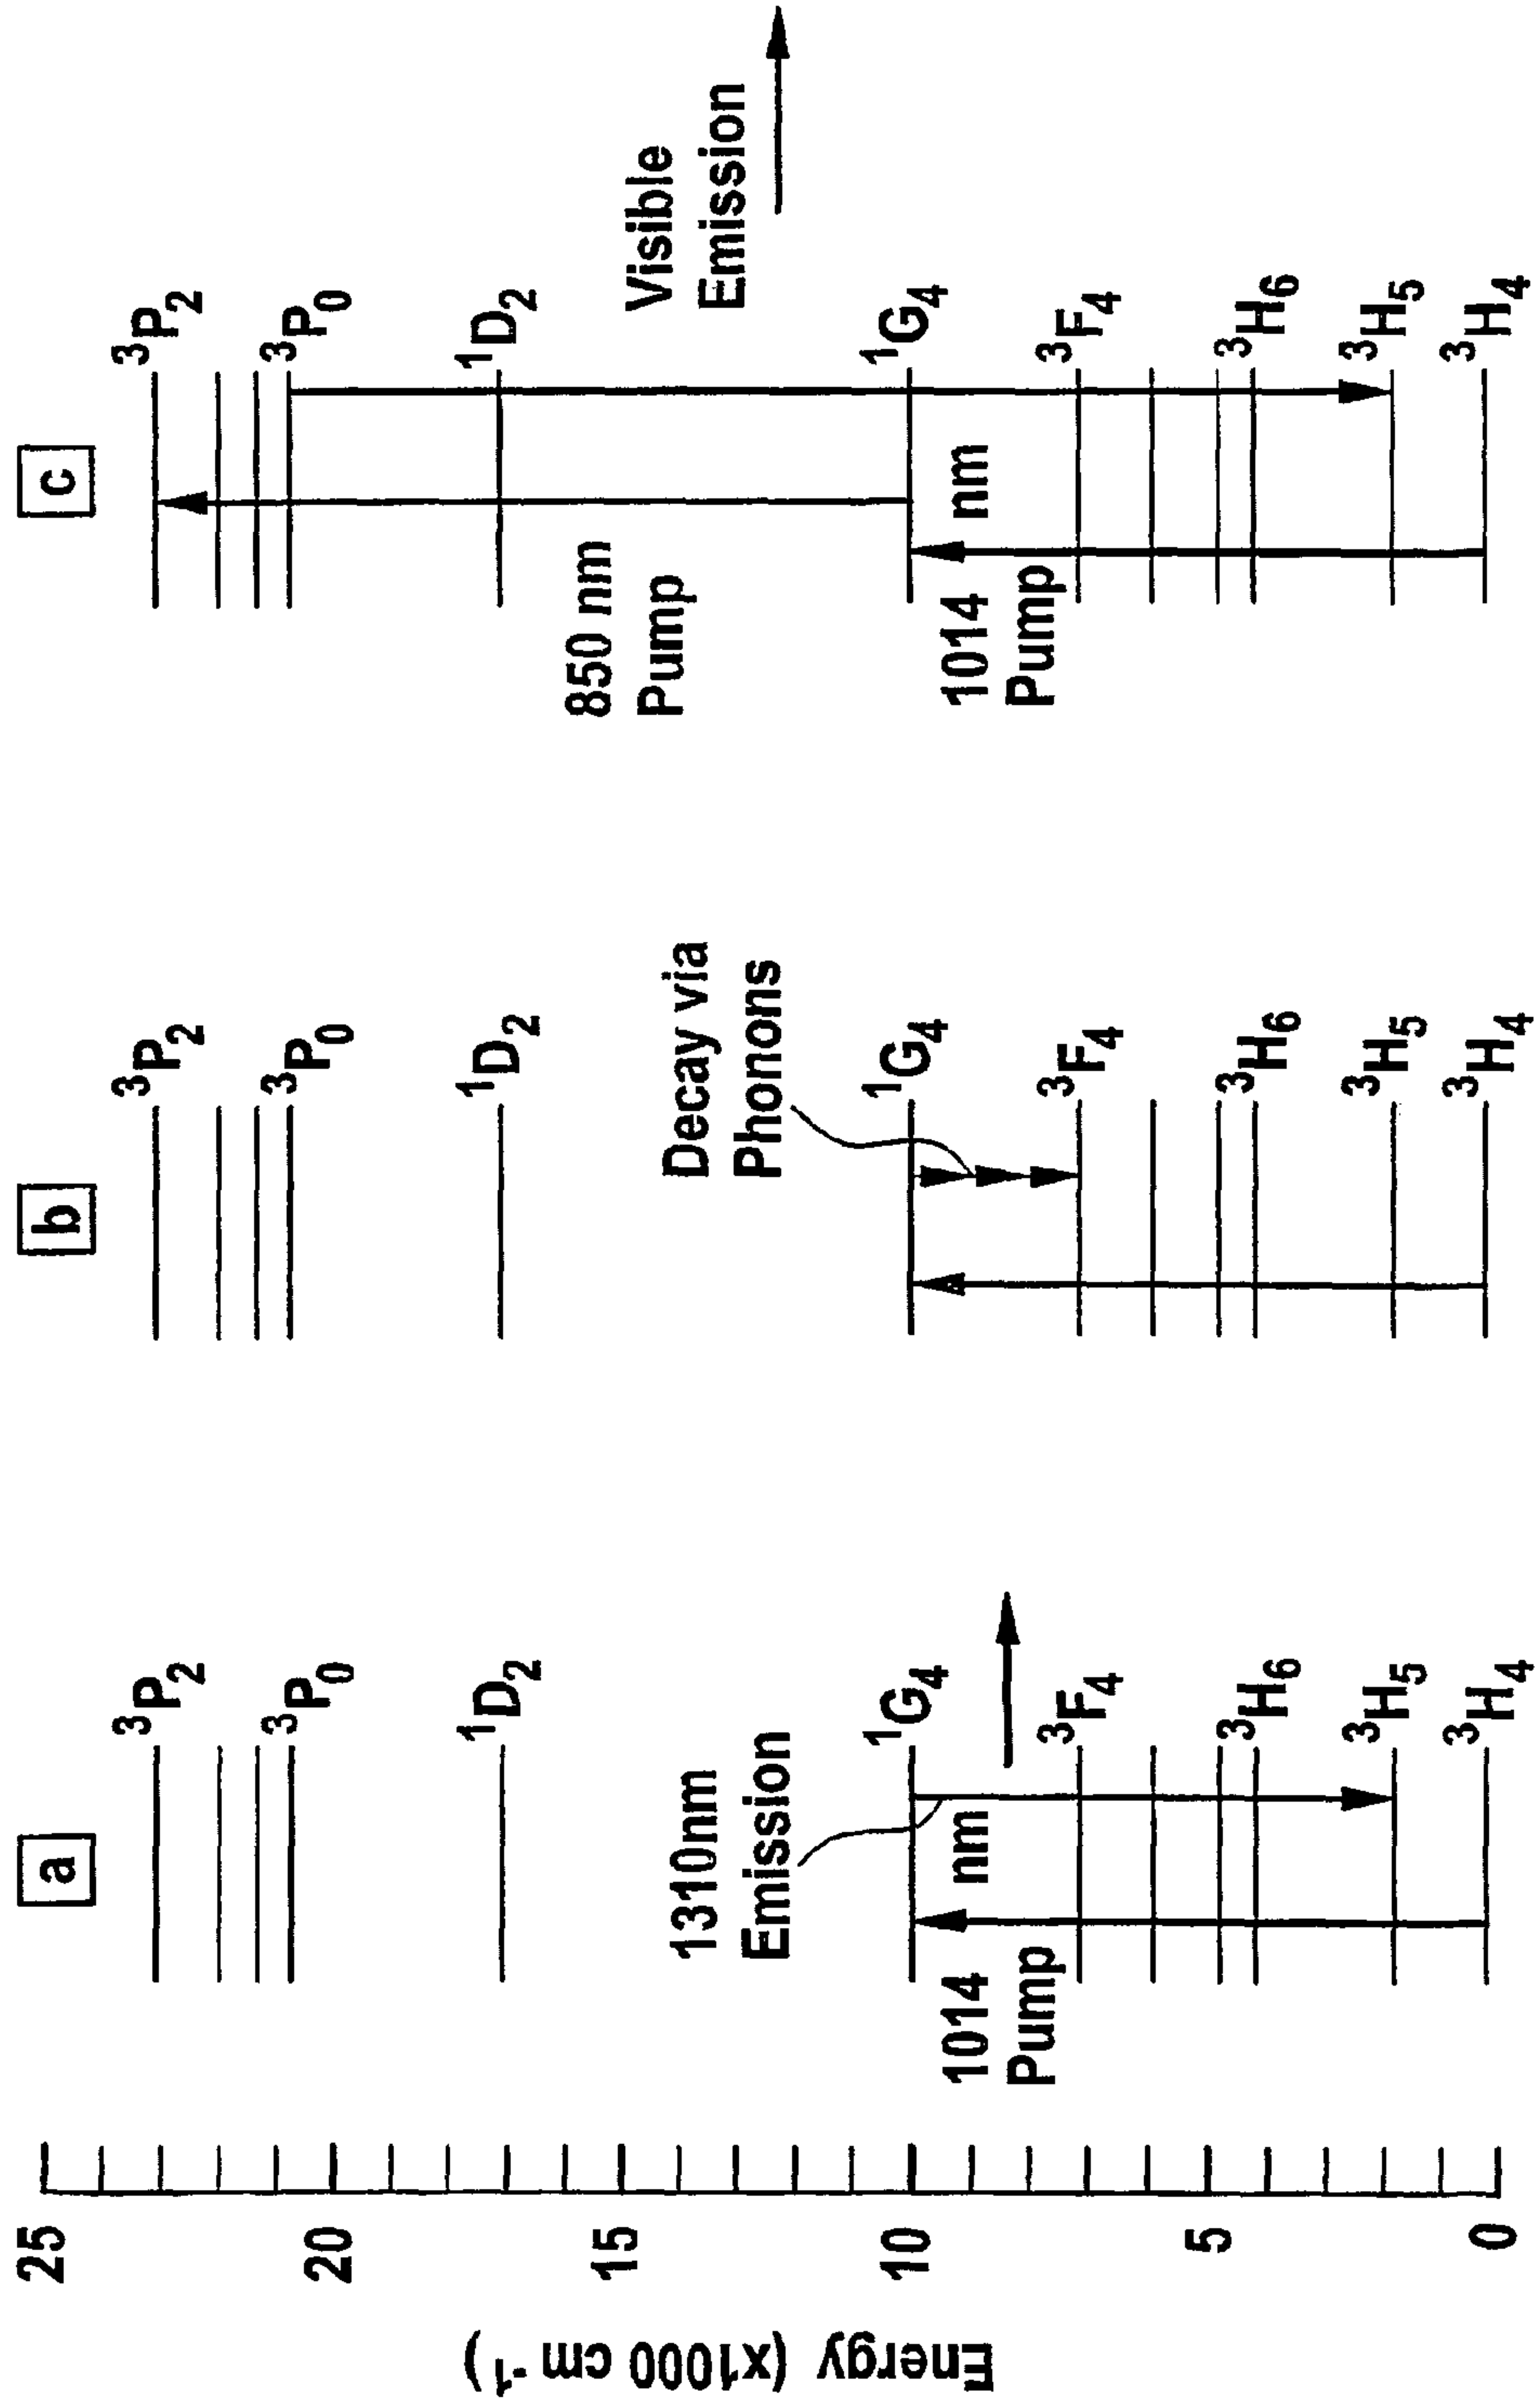 Energy (x1000 cm⁻¹)
25
20
15
10
5
0
a
³P₂
³P₀
¹D₂
1310nm
Emission
¹G₄
1014 nm
Pump
³F₄
³H₆
³H₅
³H₄
b
³P₂
³P₀
¹D₂
Decay via
Phonons
¹G₄
³F₄
³H₆
³H₅
³H₄
c
³P₂
³P₀
¹D₂
850 nm
Pump
Visible
Emission
¹G₄
1014 nm
Pump
³F₄
³H₆
³H₅
³H₄